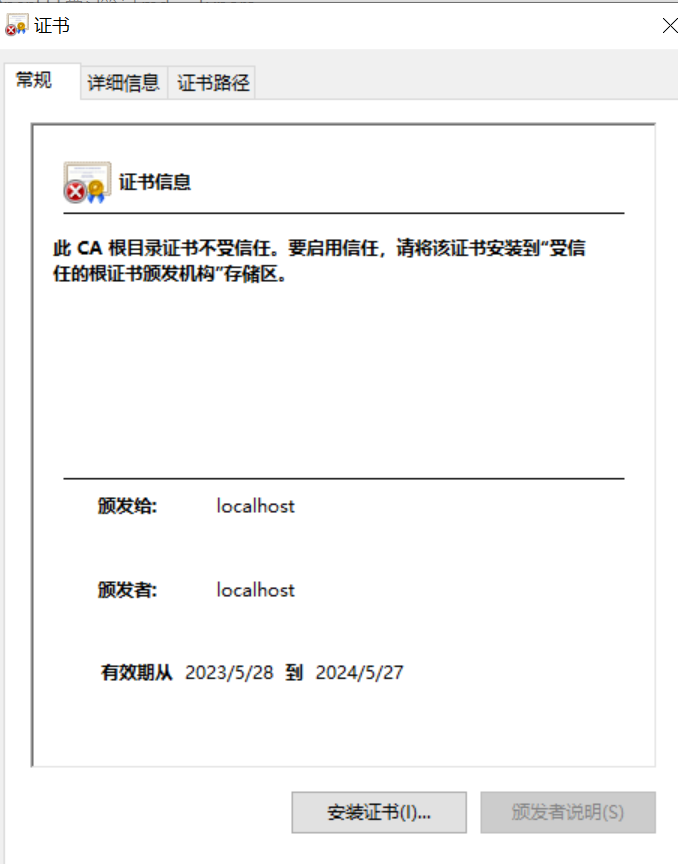 证书
常规
详细信息
证书路径
证书信息
此 CA 根目录证书不受信任。要启用信任，请将该证书安装到“受信
任的根证书颁发机构”存储区。
颁发给: localhost
颁发者: localhost
有效期从 2023/5/28 到 2024/5/27
安装证书(I)...
颁发者说明(S)